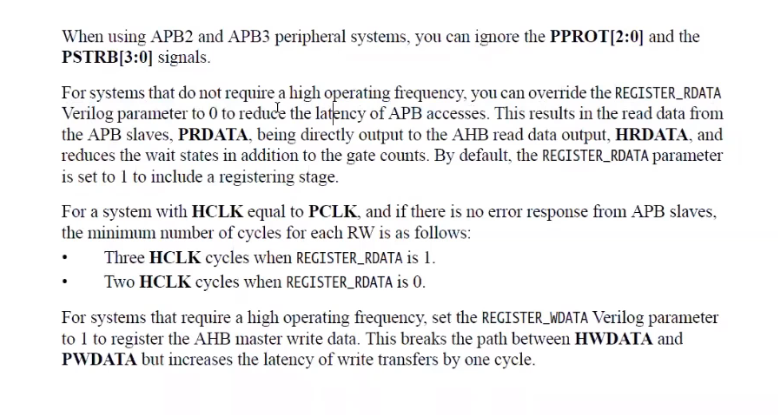 When using APB2 and APB3 peripheral systems, you can ignore the PPROT[2:0] and the
PSTRB[3:0] signals.
For systems that do not require a high operating frequency, you can override the REGISTER_RDATA
Verilog parameter to 0 to reduce the latency of APB accesses. This results in the read data from
the APB slaves, PRDATA, being directly output to the AHB read data output, HRDATA, and
reduces the wait states in addition to the gate counts. By default, the REGISTER_RDATA parameter
is set to 1 to include a registering stage.
For a system with HCLK equal to PCLK, and if there is no error response from APB slaves,
the minimum number of cycles for each RW is as follows:
• Three HCLK cycles when REGISTER_RDATA is 1.
• Two HCLK cycles when REGISTER_RDATA is 0.
For systems that require a high operating frequency, set the REGISTER_WDATA Verilog parameter
to 1 to register the AHB master write data. This breaks the path between HWDATA and
PWDATA but increases the latency of write transfers by one cycle.